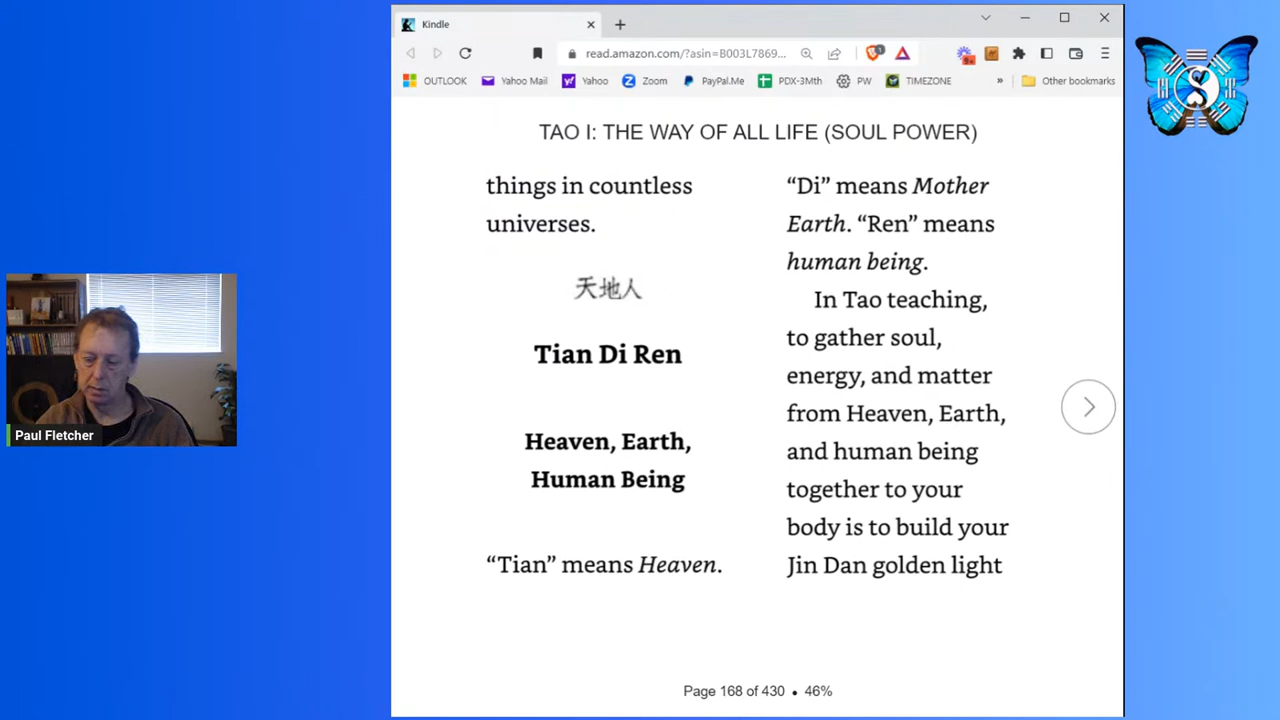 Kindle
read.amazon.com/?asin=B003L7869...
OUTLOOK
Yahoo Mail
Yahoo
Zoom
PayPal.Me
PDX-3Mth
PW
TIMEZONE
»
Other bookmarks
TAO I: THE WAY OF ALL LIFE (SOUL POWER)
things in countless
universes.
天地人
Tian Di Ren
Heaven, Earth,
Human Being
“Tian” means Heaven.
“Di” means Mother
Earth. “Ren” means
human being.
In Tao teaching,
to gather soul,
energy, and matter
from Heaven, Earth,
and human being
together to your
body is to build your
Jin Dan golden light
Page 168 of 430 • 46%
Paul Fletcher